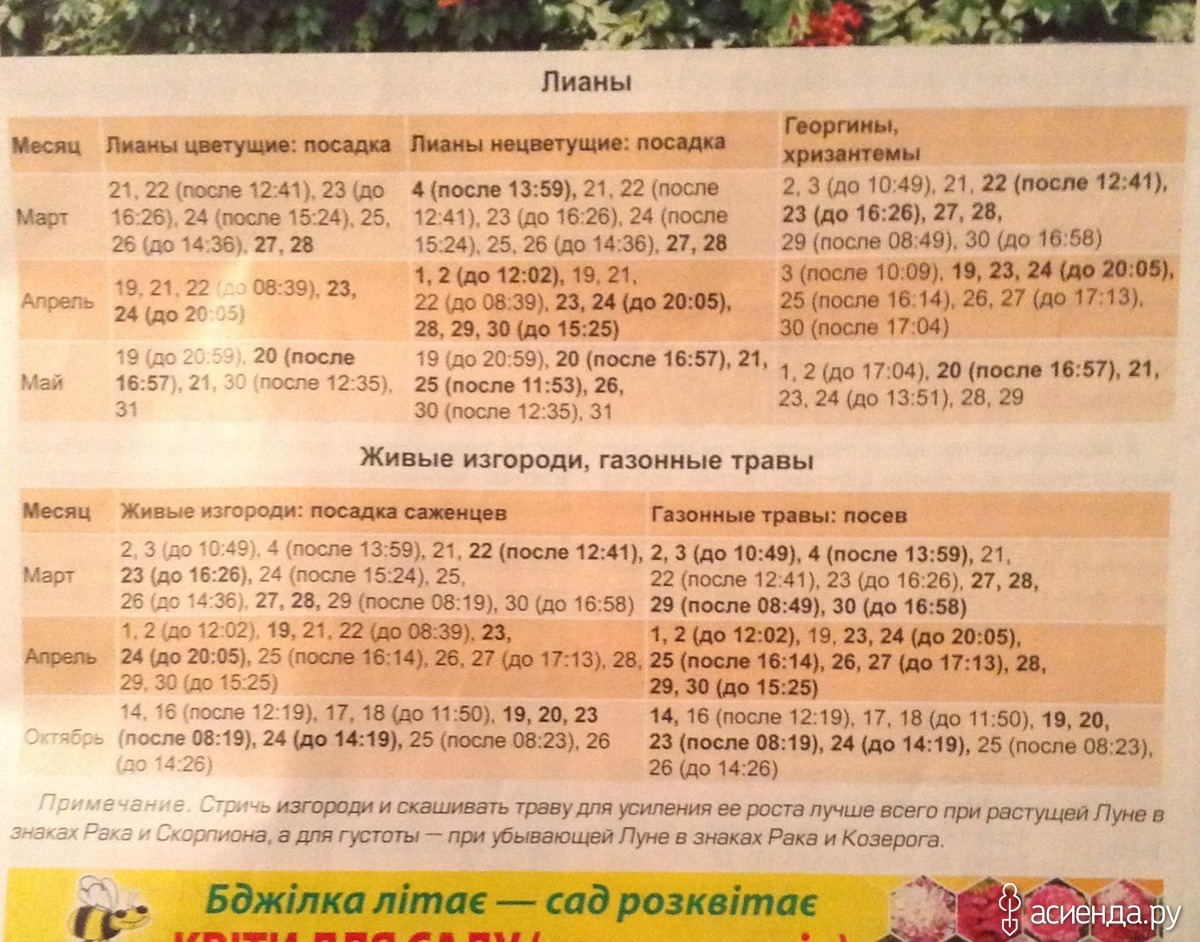 Лианы
Месяц
Лианы цветущие: посадка
Лианы нецветущие: посадка
Георгины,
хризантемы
Март
21, 22 (после 12:41), 23 (до
16:26), 24 (после 15:24), 25,
26 (до 14:36), 27, 28
4 (после 13:59), 21, 22 (после
12:41), 23 (до 16:26), 24 (после
15:24), 25, 26 (до 14:36), 27, 28
2, 3 (до 10:49), 21, 22 (после 12:41),
23 (до 16:26), 27, 28,
29 (после 08:49), 30 (до 16:58)
Апрель
19, 21, 22 (до 08:39), 23,
24 (до 20:05)
1, 2 (до 12:02), 19, 21,
22 (до 08:39), 23, 24 (до 20:05),
28, 29, 30 (до 15:25)
3 (после 10:09), 19, 23, 24 (до 20:05),
25 (после 16:14), 26, 27 (до 17:13),
30 (после 17:04)
Май
19 (до 20:59), 20 (после
16:57), 21, 30 (после 12:35),
31
19 (до 20:59), 20 (после 16:57), 21,
25 (после 11:53), 26,
30 (после 12:35), 31
1, 2 (до 17:04), 20 (после 16:57), 21,
23, 24 (до 13:51), 28, 29
Живые изгороди, газонные травы
Месяц
Живые изгороди: посадка саженцев
Газонные травы: посев
Март
2, 3 (до 10:49), 4 (после 13:59), 21, 22 (после 12:41),
23 (до 16:26), 24 (после 15:24), 25,
26 (до 14:36), 27, 28, 29 (после 08:19), 30 (до 16:58)
2, 3 (до 10:49), 4 (после 13:59), 21,
22 (после 12:41), 23 (до 16:26), 27, 28,
29 (после 08:49), 30 (до 16:58)
Апрель
1, 2 (до 12:02), 19, 21, 22 (до 08:39), 23,
24 (до 20:05), 25 (после 16:14), 26, 27 (до 17:13), 28,
29, 30 (до 15:25)
1, 2 (до 12:02), 19, 23, 24 (до 20:05),
25 (после 16:14), 26, 27 (до 17:13), 28,
29, 30 (до 15:25)
Октябрь
14, 16 (после 12:19), 17, 18 (до 11:50), 19, 20, 23
(после 08:19), 24 (до 14:19), 25 (после 08:23), 26
(до 14:26)
14, 16 (после 12:19), 17, 18 (до 11:50), 19, 20,
23 (после 08:19), 24 (до 14:19), 25 (после 08:23),
26 (до 14:26)
Примечание. Стричь изгороди и скашивать траву для усиления ее роста лучше всего при растущей Луне в
знаках Рака и Скорпиона, а для густоты — при убывающей Луне в знаках Рака и Козерога.
Бджілка літає — сад розквітає
КВІТИ ДЛЯ САДУ
асиенда.ру